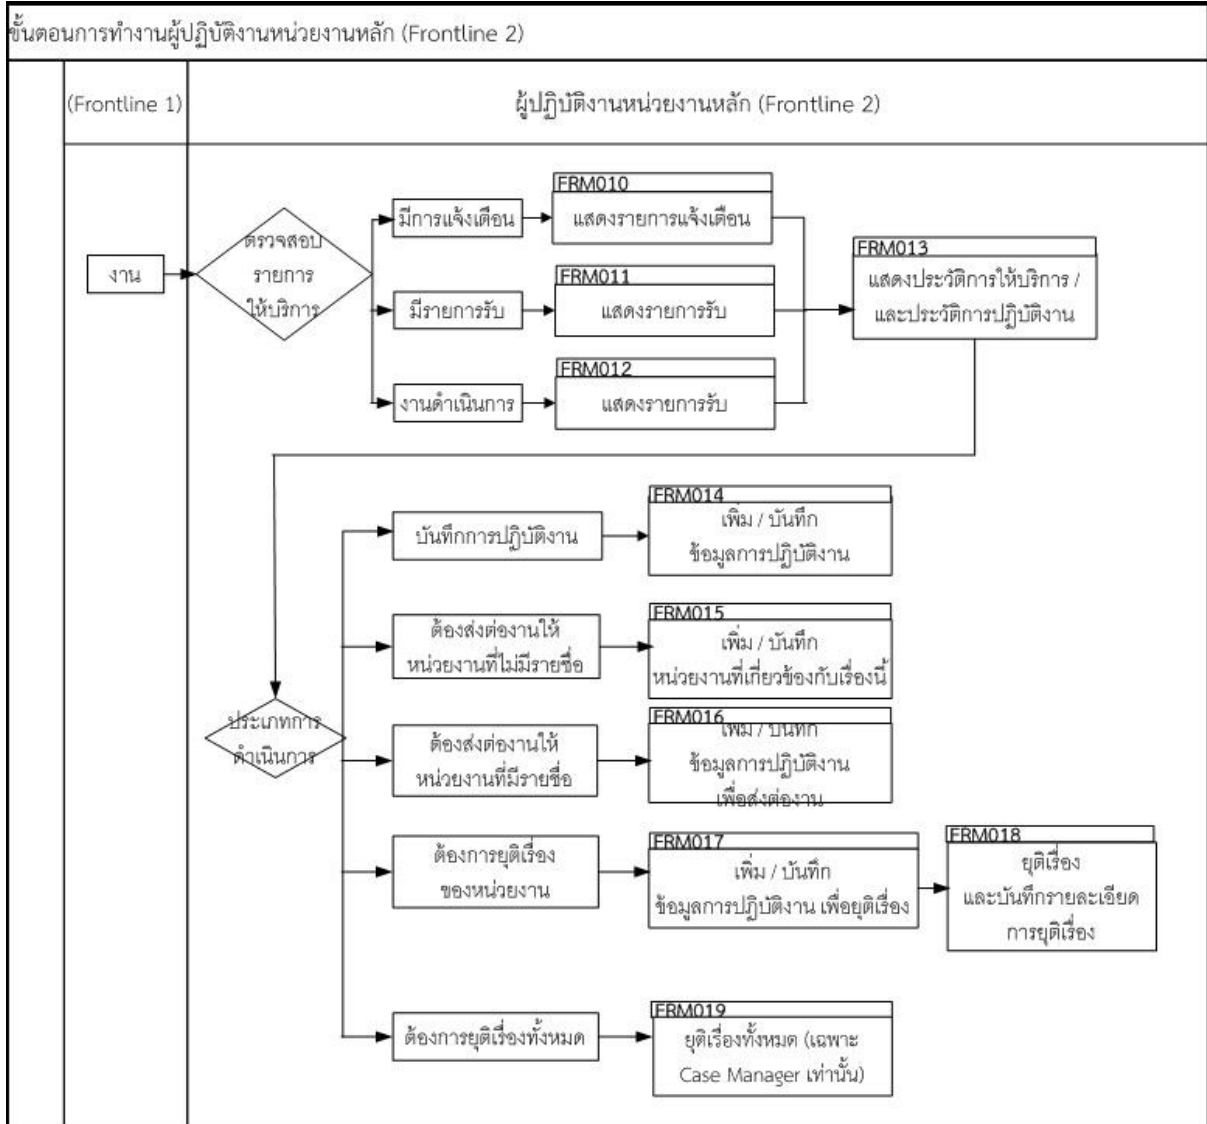 ขั้นตอนการทำงานผู้ปฏิบัติงานหน่วยงานหลัก (Frontline 2)
(Frontline 1)
ผู้ปฏิบัติงานหน่วยงานหลัก (Frontline 2)
งาน
ตรวจสอบ
รายการ
ให้บริการ
มีการแจ้งเตือน
FRM010
แสดงรายการแจ้งเตือน
มีรายการรับ
FRM011
แสดงรายการรับ
งานดำเนินการ
FRM012
แสดงรายการรับ
FRM013
แสดงประวัติการให้บริการ /
และประวัติการปฏิบัติงาน
ประเภทการ
ดำเนินการ
บันทึกการปฏิบัติงาน
FRM014
เพิ่ม / บันทึก
ข้อมูลการปฏิบัติงาน
ต้องส่งต่องานให้
หน่วยงานที่ไม่มีรายชื่อ
FRM015
เพิ่ม / บันทึก
หน่วยงานที่เกี่ยวข้องกับเรื่องนี้
ต้องส่งต่องานให้
หน่วยงานที่มีรายชื่อ
FRM016
เพิ่ม / บันทึก
ข้อมูลการปฏิบัติงาน
เพื่อส่งต่องาน
ต้องการยุติเรื่อง
ของหน่วยงาน
FRM017
เพิ่ม / บันทึก
ข้อมูลการปฏิบัติงาน เพื่อยุติเรื่อง
FRM018
ยุติเรื่อง
และบันทึกรายละเอียด
การยุติเรื่อง
ต้องการยุติเรื่องทั้งหมด
FRM019
ยุติเรื่องทั้งหมด (เฉพาะ
Case Manager เท่านั้น)